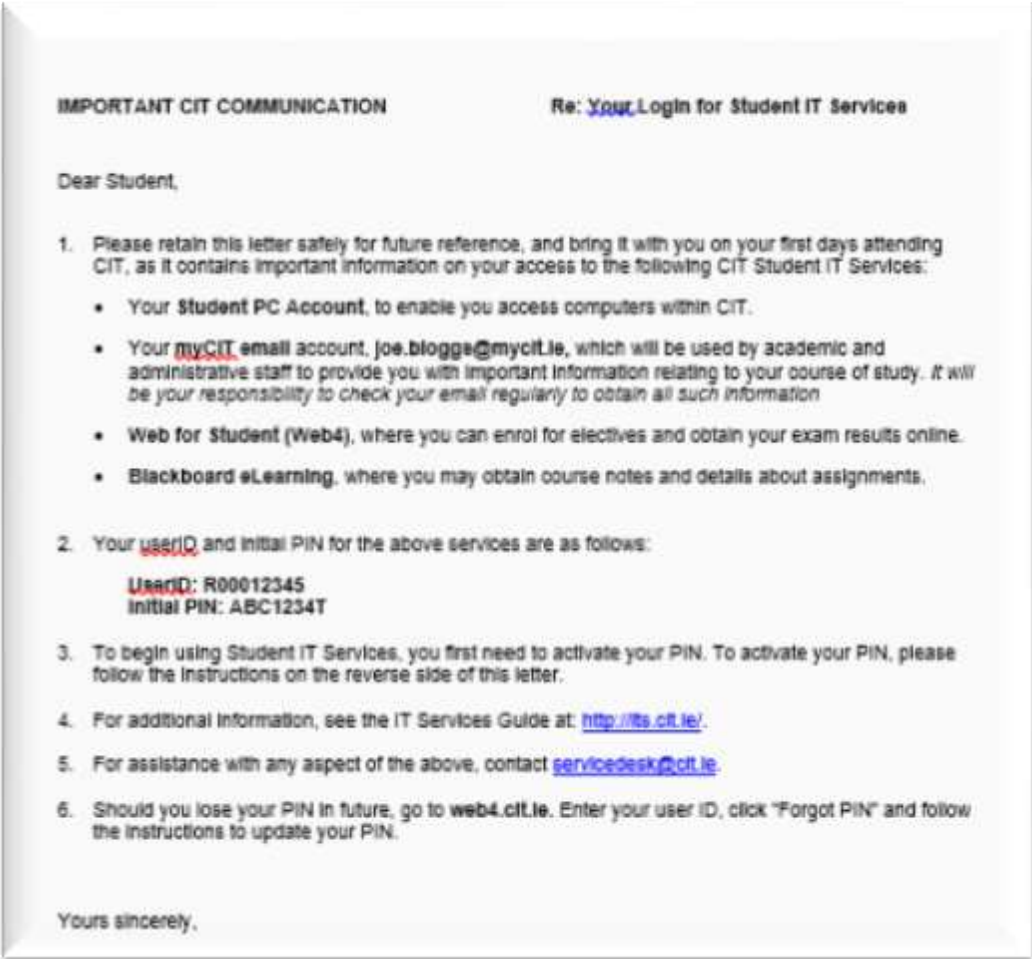 IMPORTANT CIT COMMUNICATION Re: Your Login for Student IT Services
Dear Student,
1. Please retain this letter safely for future reference, and bring it with you on your first days attending
CIT, as it contains important information on your access to the following CIT Student IT Services:
• Your Student PC Account, to enable you access computers within CIT.
• Your myCIT email account, joe.bloggs@mycit.ie, which will be used by academic and
administrative staff to provide you with important information relating to your course of study. It will
be your responsibility to check your email regularly to obtain all such information
• Web for Student (Web4), where you can enrol for electives and obtain your exam results online.
• Blackboard eLearning, where you may obtain course notes and details about assignments.
2. Your userID and initial PIN for the above services are as follows:
UserID: R00012345
Initial PIN: ABC1234T
3. To begin using Student IT Services, you first need to activate your PIN. To activate your PIN, please
follow the instructions on the reverse side of this letter.
4. For additional information, see the IT Services Guide at: http://its.cit.ie/.
5. For assistance with any aspect of the above, contact servicedesk@cit.ie.
6. Should you lose your PIN in future, go to web4.cit.ie. Enter your user ID, click "Forgot PIN" and follow
the instructions to update your PIN.
Yours sincerely,